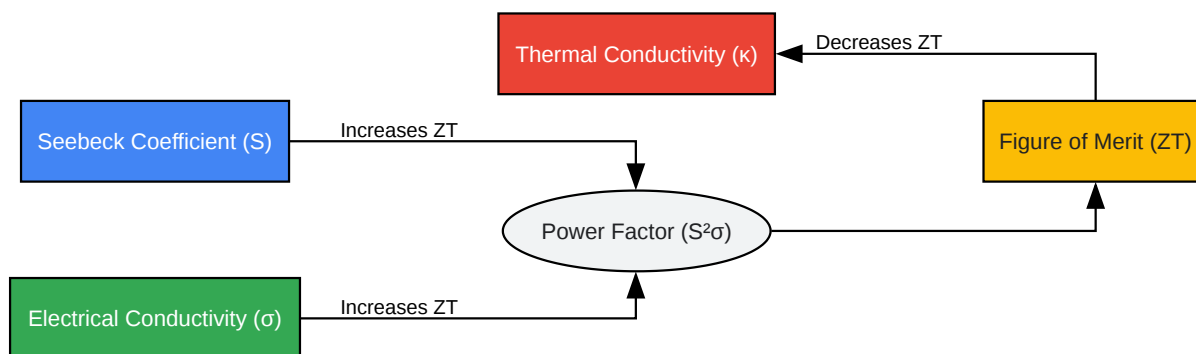 Thermal Conductivity (κ)
Decreases ZT
Seebeck Coefficient (S)
Increases ZT
Figure of Merit (ZT)
Power Factor (S²σ)
Electrical Conductivity (σ)
Increases ZT